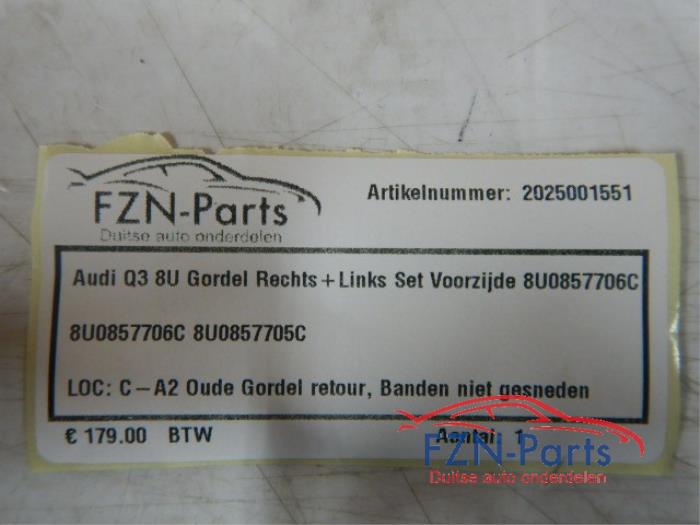 FZN-Parts
Duitse auto onderdelen
Artikelnummer: 2025001551
Audi Q3 8U Gordel Rechts+Links Set Voorzijde 8U0857706C
8U0857706C 8U0857705C
LOC: C-A2 Oude Gordel retour, Banden niet gesneden
€ 179.00 BTW
Aantal: 1
FZN-Parts
Duitse auto onderdelen